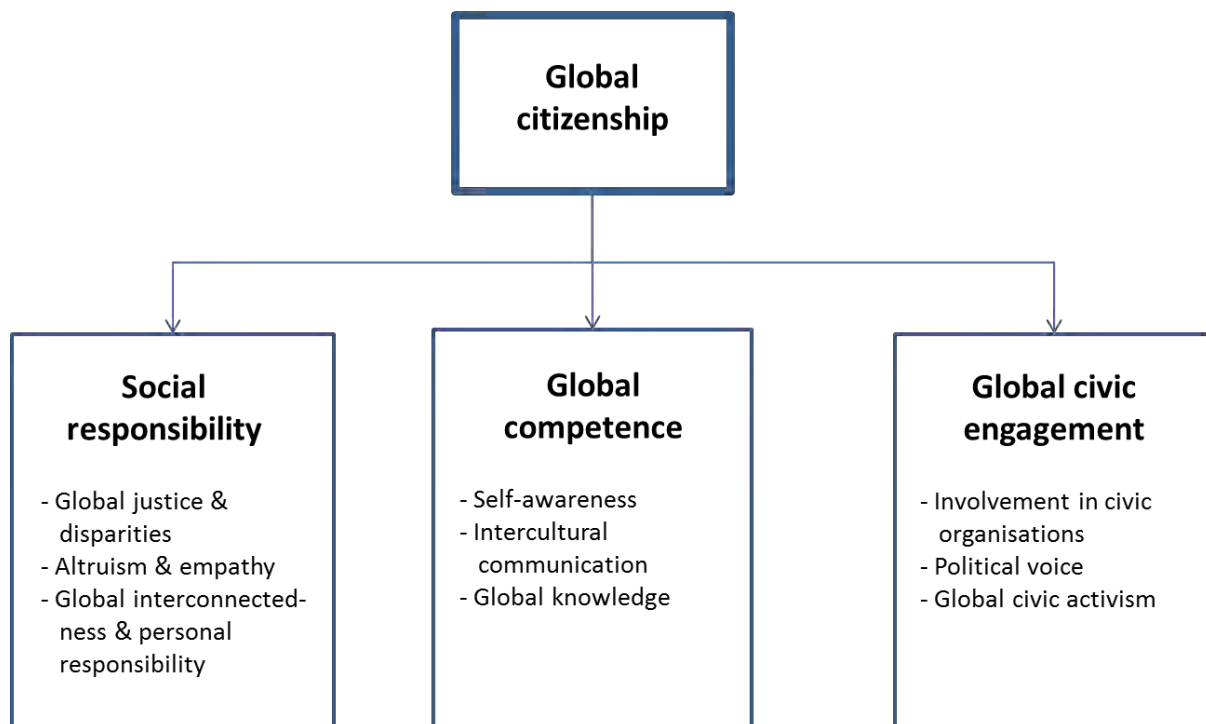 Global
citizenship
Social
responsibility
- Global justice &
disparities
- Altruism & empathy
- Global interconnected-
ness & personal
responsibility
Global
competence
- Self-awareness
- Intercultural
communication
- Global knowledge
Global civic
engagement
- Involvement in civic
organisations
- Political voice
- Global civic activism